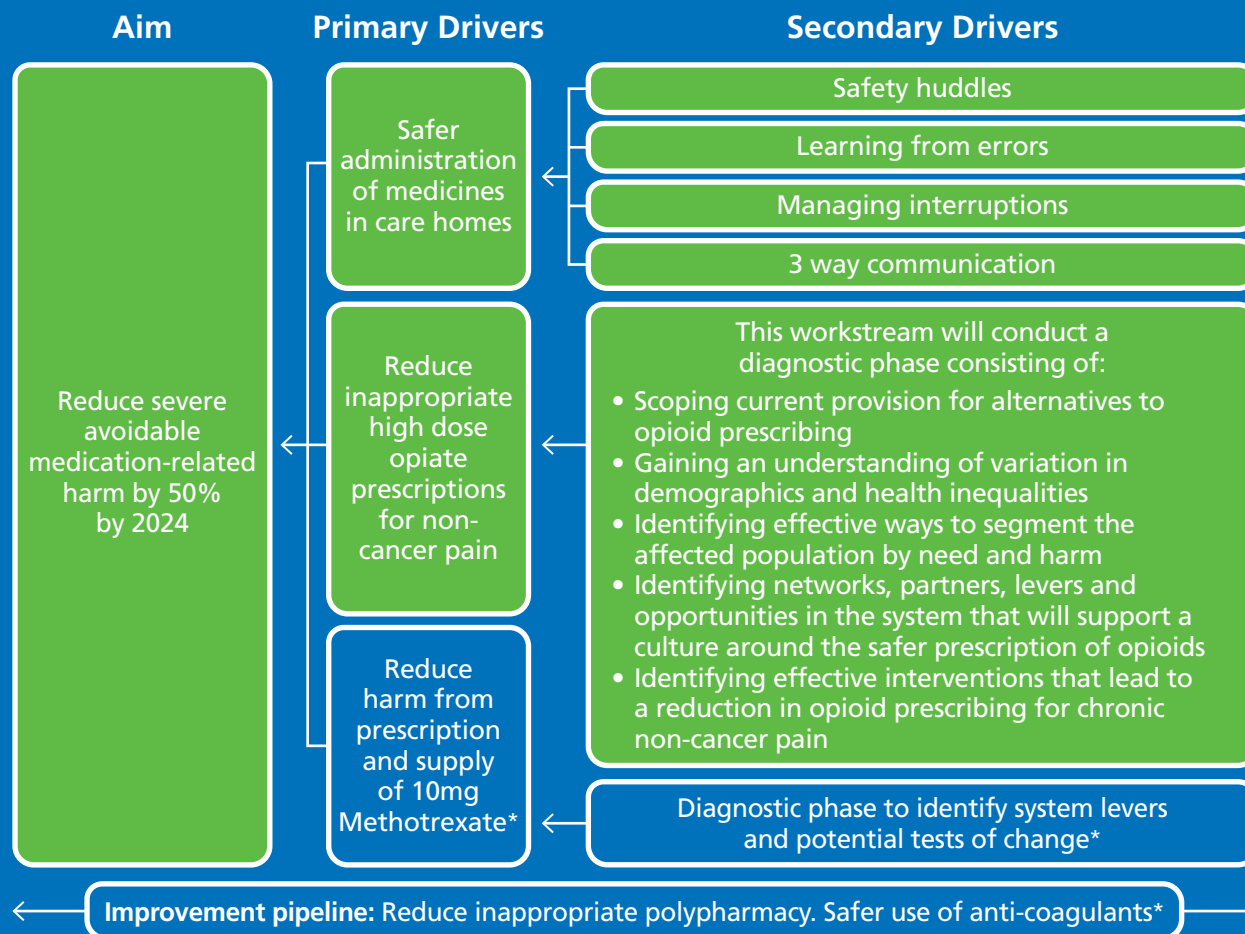 Aim
Primary Drivers
Secondary Drivers
Reduce severe
avoidable
medication-related
harm by 50%
by 2024
Safer
administration
of medicines
in care homes
Safety huddles
Learning from errors
Managing interruptions
3 way communication
Reduce
inappropriate
high dose
opiate
prescriptions
for non-
cancer pain
This workstream will conduct a
diagnostic phase consisting of:
• Scoping current provision for alternatives to
opioid prescribing
• Gaining an understanding of variation in
demographics and health inequalities
• Identifying effective ways to segment the
affected population by need and harm
• Identifying networks, partners, levers and
opportunities in the system that will support a
culture around the safer prescription of opioids
• Identifying effective interventions that lead to
a reduction in opioid prescribing for chronic
non-cancer pain
Reduce
harm from
prescription
and supply
of 10mg
Methotrexate*
Diagnostic phase to identify system levers
and potential tests of change*
Improvement pipeline: Reduce inappropriate polypharmacy. Safer use of anti-coagulants*